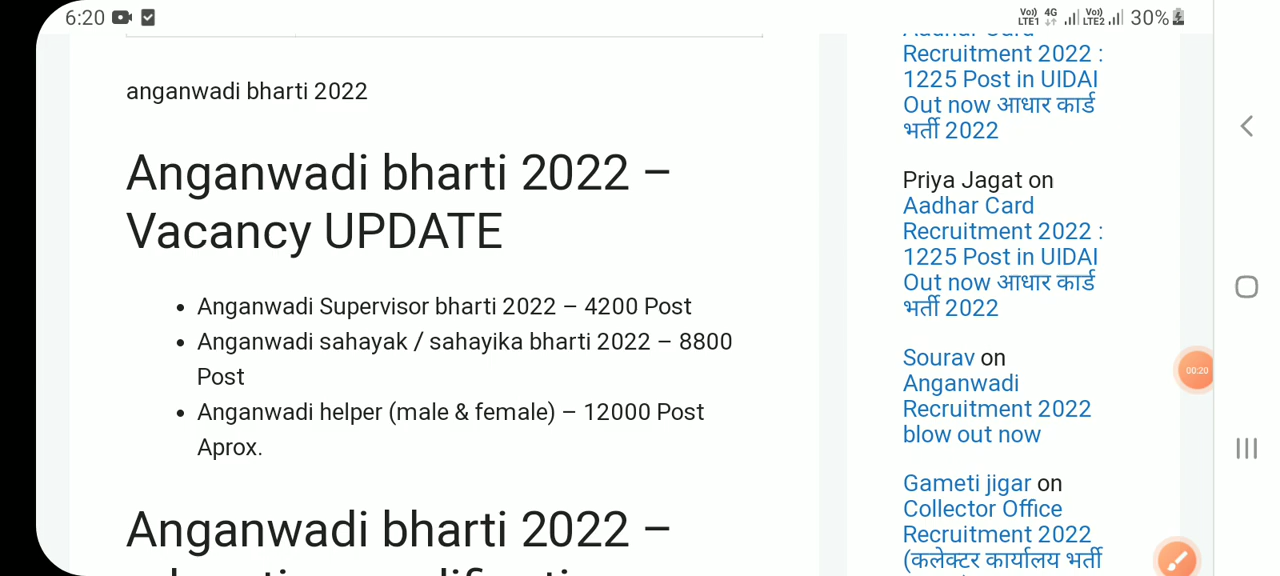 6:20
Vo)) LTE1 4G Vo)) LTE2 30%
anganwadi bharti 2022
Anganwadi bharti 2022 –
Vacancy UPDATE
• Anganwadi Supervisor bharti 2022 – 4200 Post
• Anganwadi sahayak / sahayika bharti 2022 – 8800
Post
• Anganwadi helper (male & female) – 12000 Post
Aprox.
Anganwadi bharti 2022 –
Aadhar Card
Recruitment 2022 :
1225 Post in UIDAI
Out now आधार कार्ड
भर्ती 2022
Priya Jagat on
Aadhar Card
Recruitment 2022 :
1225 Post in UIDAI
Out now आधार कार्ड
भर्ती 2022
Sourav on
Anganwadi
Recruitment 2022
blow out now
Gameti jigar on
Collector Office
Recruitment 2022
(कलेक्टर कार्यालय भर्ती
00:20